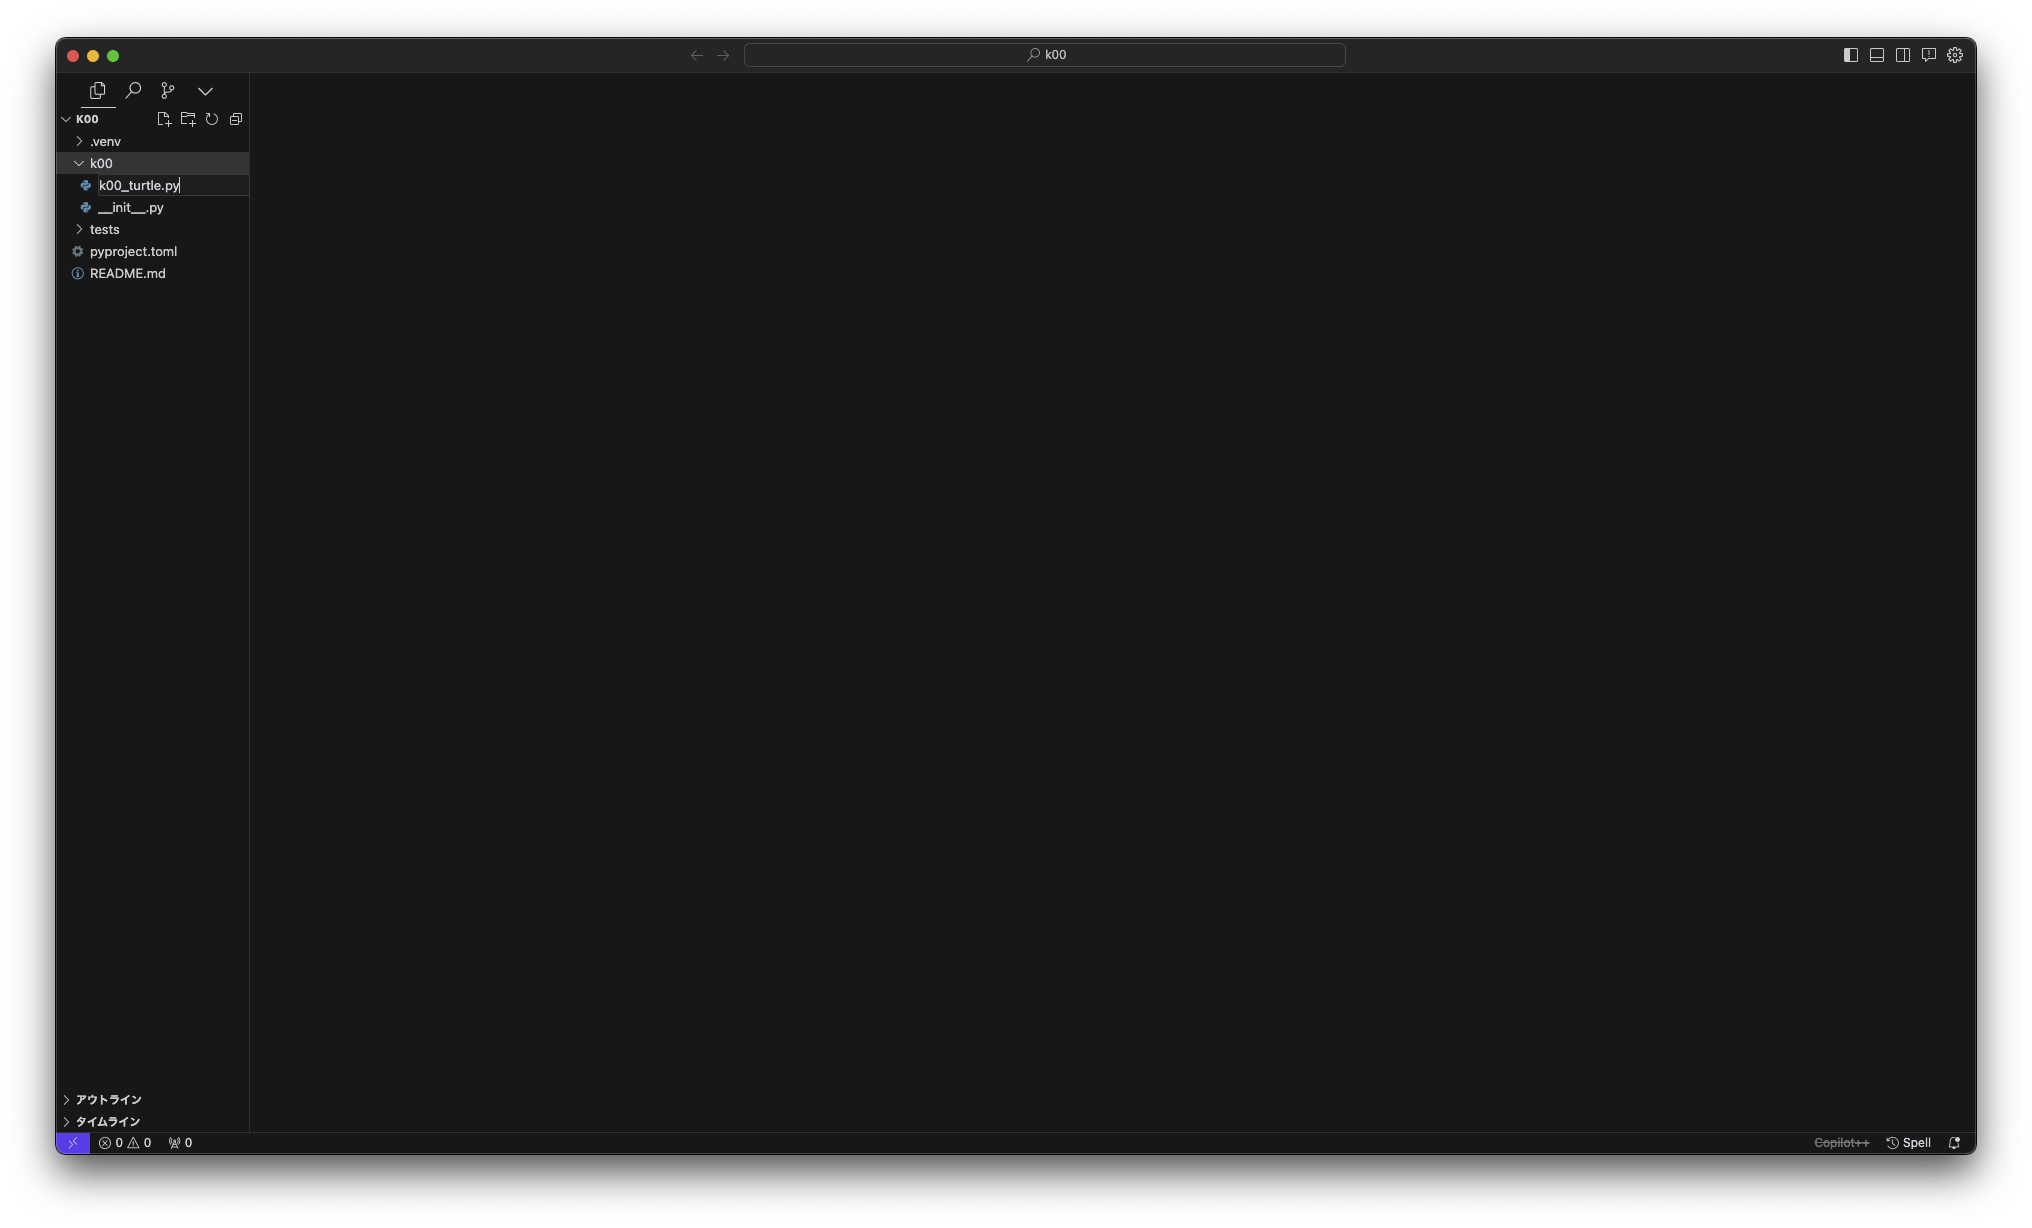 k00
K00
.venv
k00
k00_turtle.py
__init__.py
tests
pyproject.toml
README.md
アウトライン
タイムライン
0 0 0
Copilot++ Spell